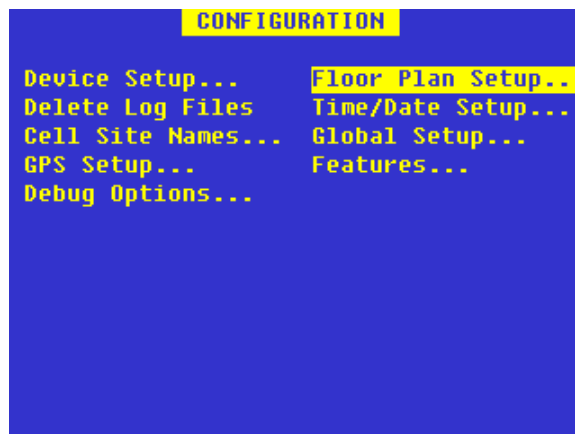 CONFIGURATION
Device Setup...
Delete Log Files
Cell Site Names...
GPS Setup...
Debug Options...
Floor Plan Setup..
Time/Date Setup...
Global Setup...
Features...